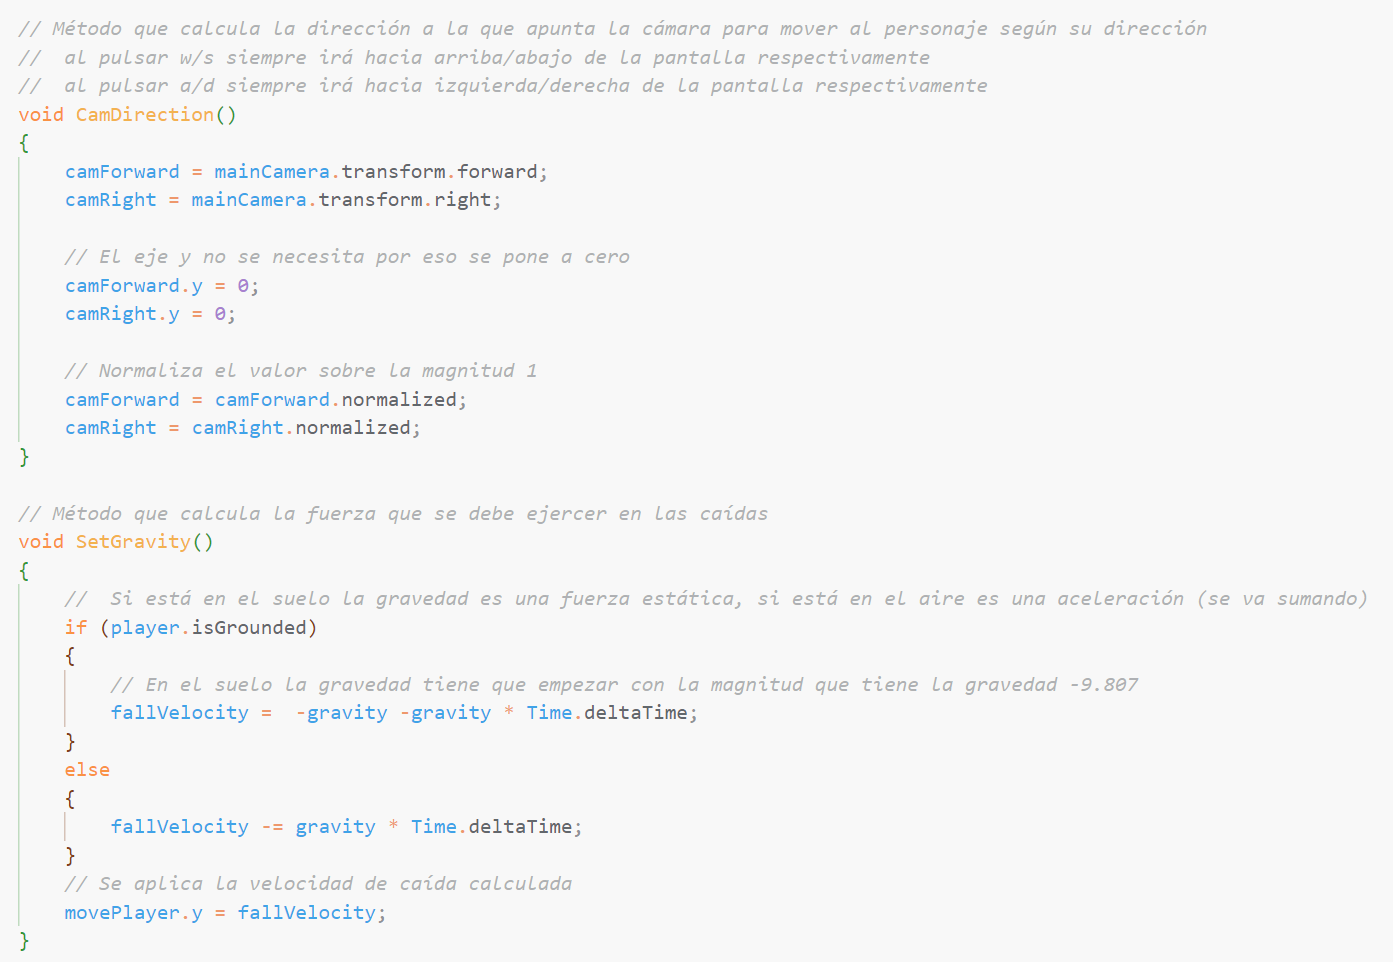 // Método que calcula la dirección a la que apunta la cámara para mover al personaje según su dirección
//  al pulsar w/s siempre irá hacia arriba/abajo de la pantalla respectivamente
//  al pulsar a/d siempre irá hacia izquierda/derecha de la pantalla respectivamente
void CamDirection()
{
    camForward = mainCamera.transform.forward;
    camRight = mainCamera.transform.right;

    // El eje y no se necesita por eso se pone a cero
    camForward.y = 0;
    camRight.y = 0;

    // Normaliza el valor sobre la magnitud 1
    camForward = camForward.normalized;
    camRight = camRight.normalized;
}

// Método que calcula la fuerza que se debe ejercer en las caídas
void SetGravity()
{
    //  Si está en el suelo la gravedad es una fuerza estática, si está en el aire es una aceleración (se va sumando)
    if (player.isGrounded)
    {
        // En el suelo la gravedad tiene que empezar con la magnitud que tiene la gravedad -9.807
        fallVelocity =  -gravity -gravity * Time.deltaTime;
    }
    else
    {
        fallVelocity -= gravity * Time.deltaTime;
    }
    // Se aplica la velocidad de caída calculada
    movePlayer.y = fallVelocity;
}